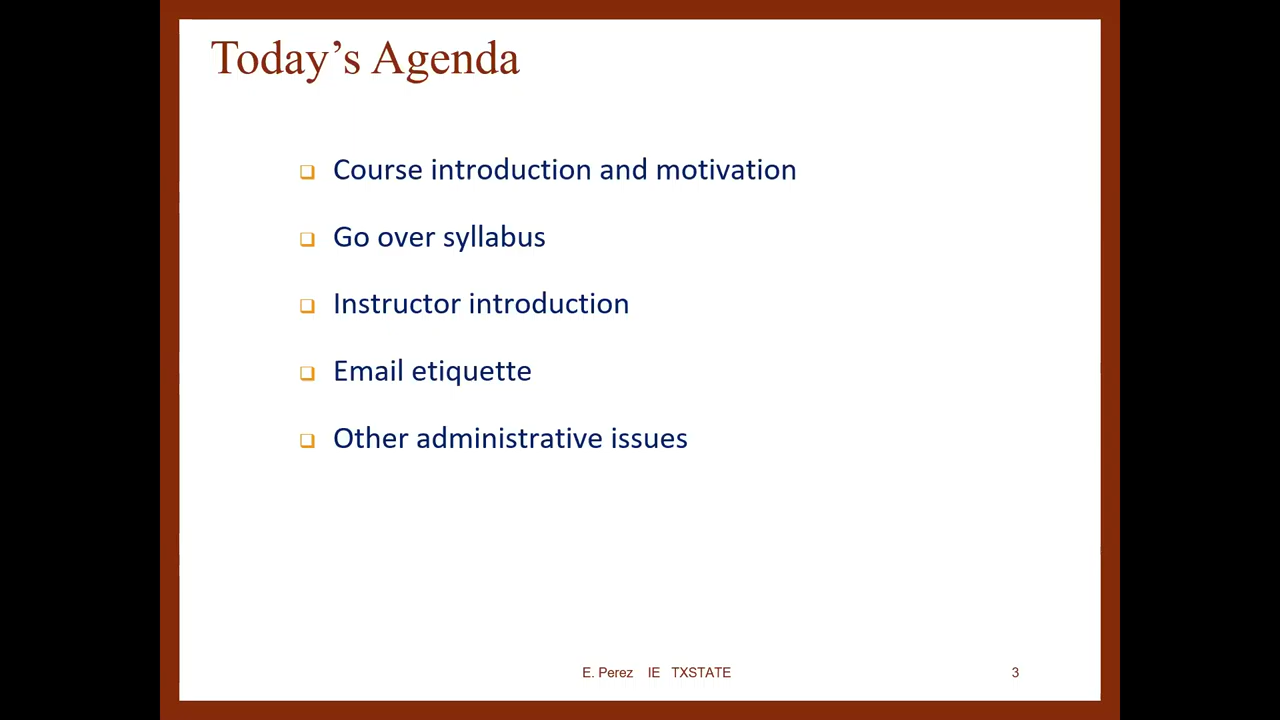 Today’s Agenda
Course introduction and motivation
Go over syllabus
Instructor introduction
Email etiquette
Other administrative issues
E. Perez IE TXSTATE
3